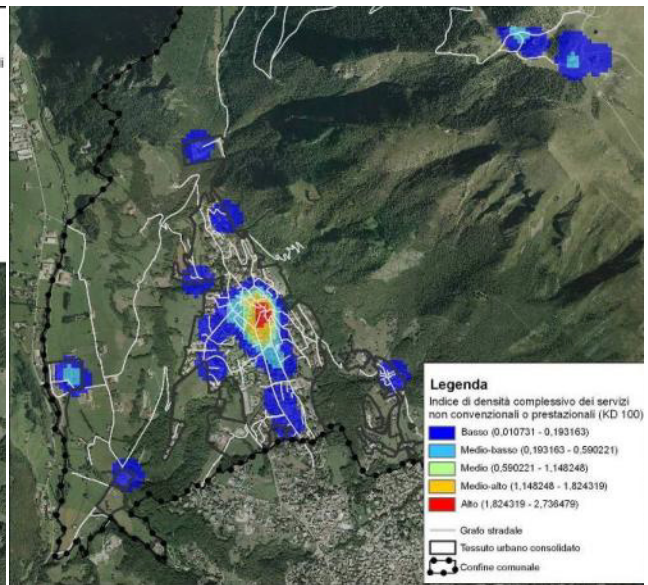 Legenda
Indice di densità complessivo dei servizi
non convenzionali o prestazionali (KD 100)
Basso (0,010731 - 0,193163)
Medio-basso (0,193163 - 0,590221)
Medio (0,590221 - 1,148248)
Medio-alto (1,148248 - 1,824319)
Alto (1,824319 - 2,736479)
Grafo stradale
Tessuto urbano consolidato
Confine comunale